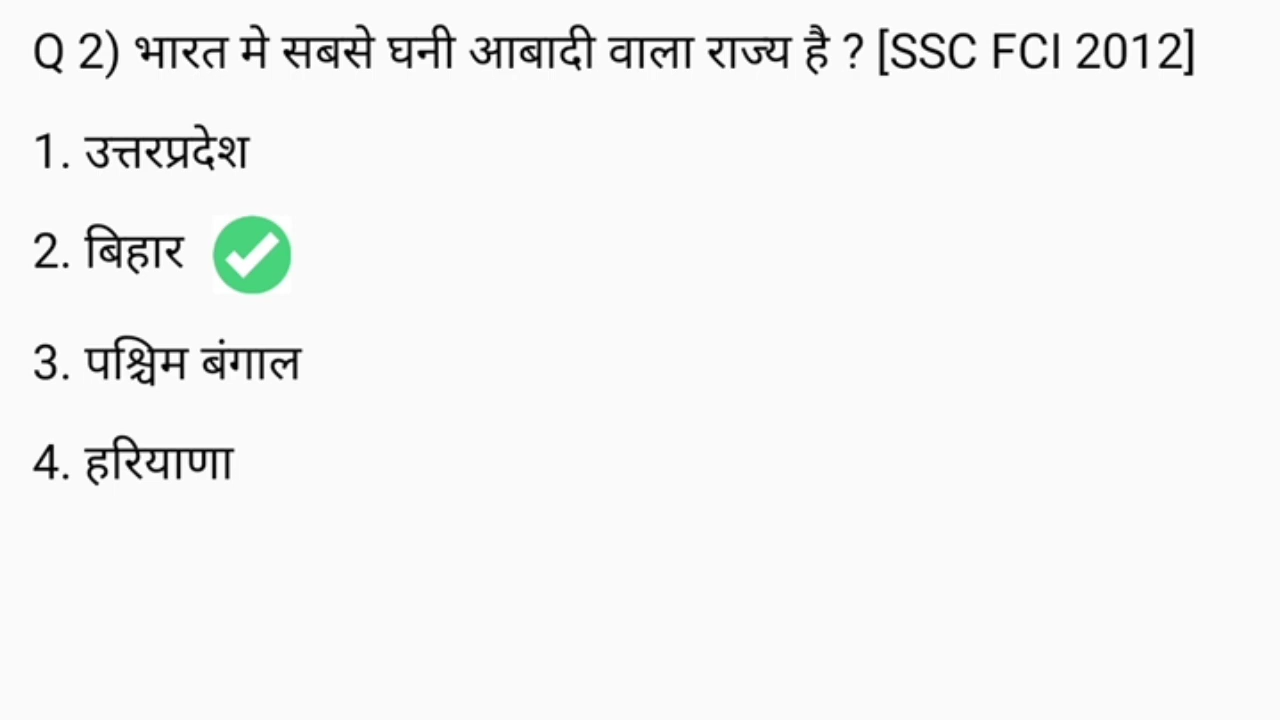 Q 2) भारत मे सबसे घनी आबादी वाला राज्य है ? [SSC FCI 2012]
1. उत्तरप्रदेश
2. बिहार
3. पश्चिम बंगाल
4. हरियाणा